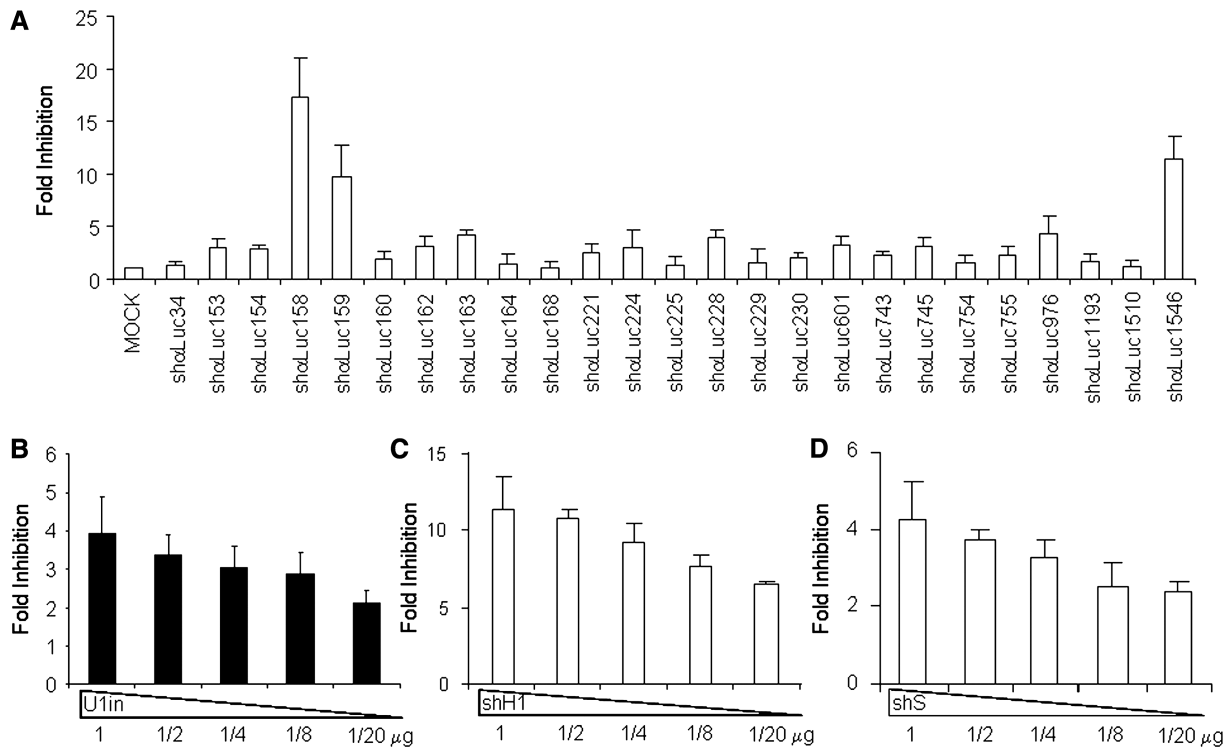 A
Fold Inhibition
25
20
15
10
5
0
MOCK
shαLuc34
shαLuc153
shαLuc154
shαLuc158
shαLuc159
shαLuc160
shαLuc162
shαLuc163
shαLuc164
shαLuc168
shαLuc221
shαLuc224
shαLuc225
shαLuc228
shαLuc229
shαLuc230
shαLuc601
shαLuc743
shαLuc745
shαLuc754
shαLuc755
shαLuc976
shαLuc1193
shαLuc1510
shαLuc1546
B
Fold Inhibition
6
5
4
3
2
1
0
U1in
1 1/2 1/4 1/8 1/20 µg
C
Fold Inhibition
15
10
5
0
shH1
1 1/2 1/4 1/8 1/20 µg
D
Fold Inhibition
6
4
2
0
shS
1 1/2 1/4 1/8 1/20 µg